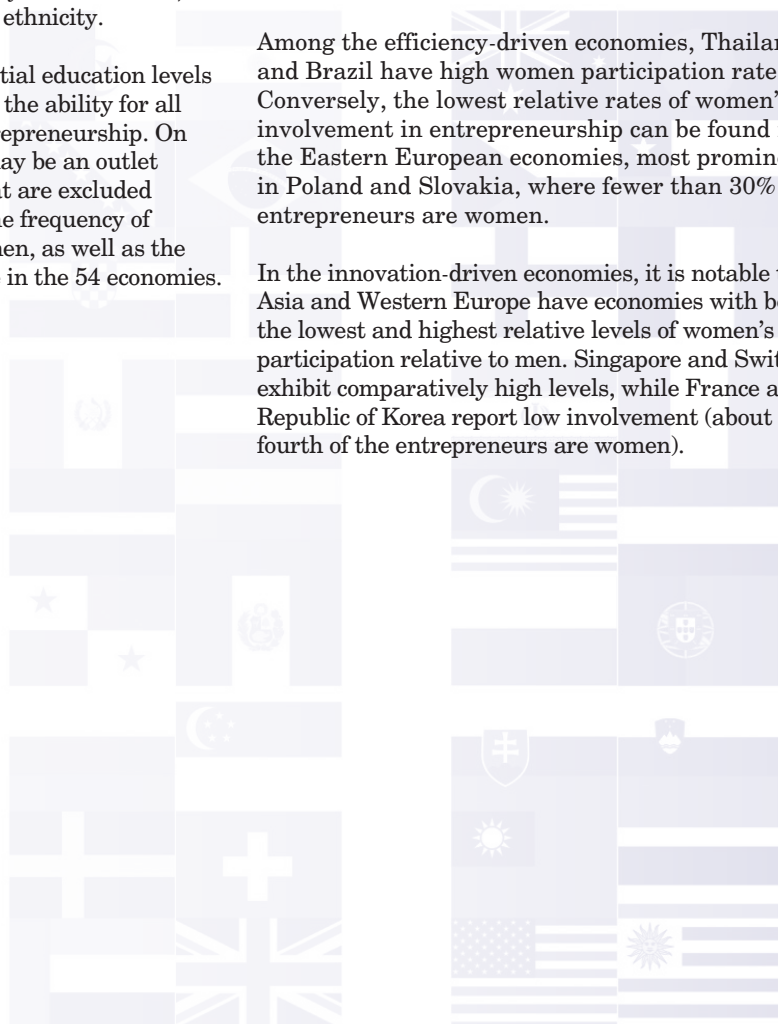 ethnicity.
tial education levels
the ability for all
repreneurship. On
ay be an outlet
t are excluded
e frequency of
en, as well as the
in the 54 economies.
Among the efficiency-driven economies, Thailan
and Brazil have high women participation rate
Conversely, the lowest relative rates of women'
involvement in entrepreneurship can be found
the Eastern European economies, most promine
in Poland and Slovakia, where fewer than 30%
entrepreneurs are women.
In the innovation-driven economies, it is notable
Asia and Western Europe have economies with b
the lowest and highest relative levels of women's
participation relative to men. Singapore and Swit
exhibit comparatively high levels, while France a
Republic of Korea report low involvement (about
fourth of the entrepreneurs are women).